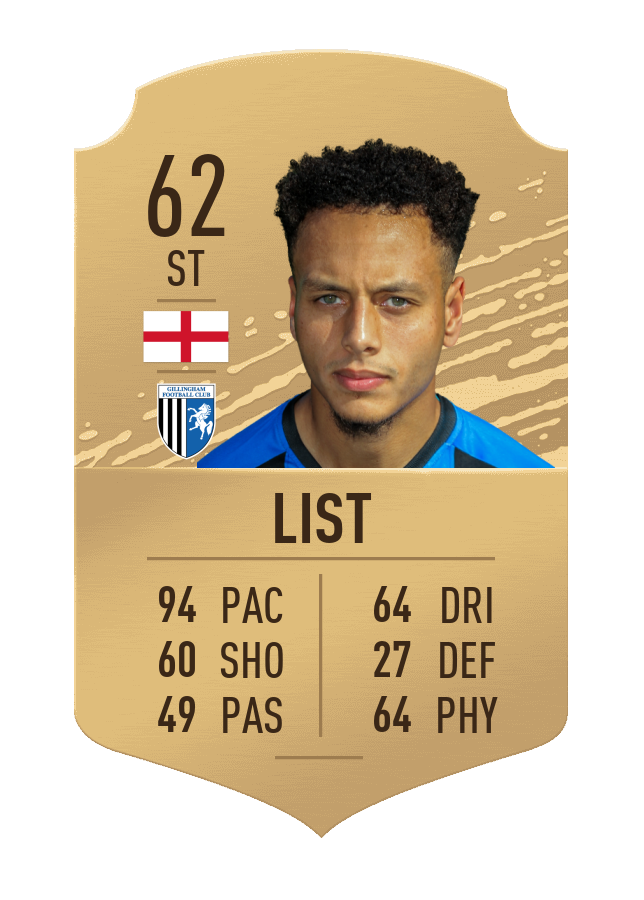 62
ST
GILLINGHAM
FOOTBALL CLUB
LIST
94 PAC 64 DRI
60 SHO 27 DEF
49 PAS 64 PHY